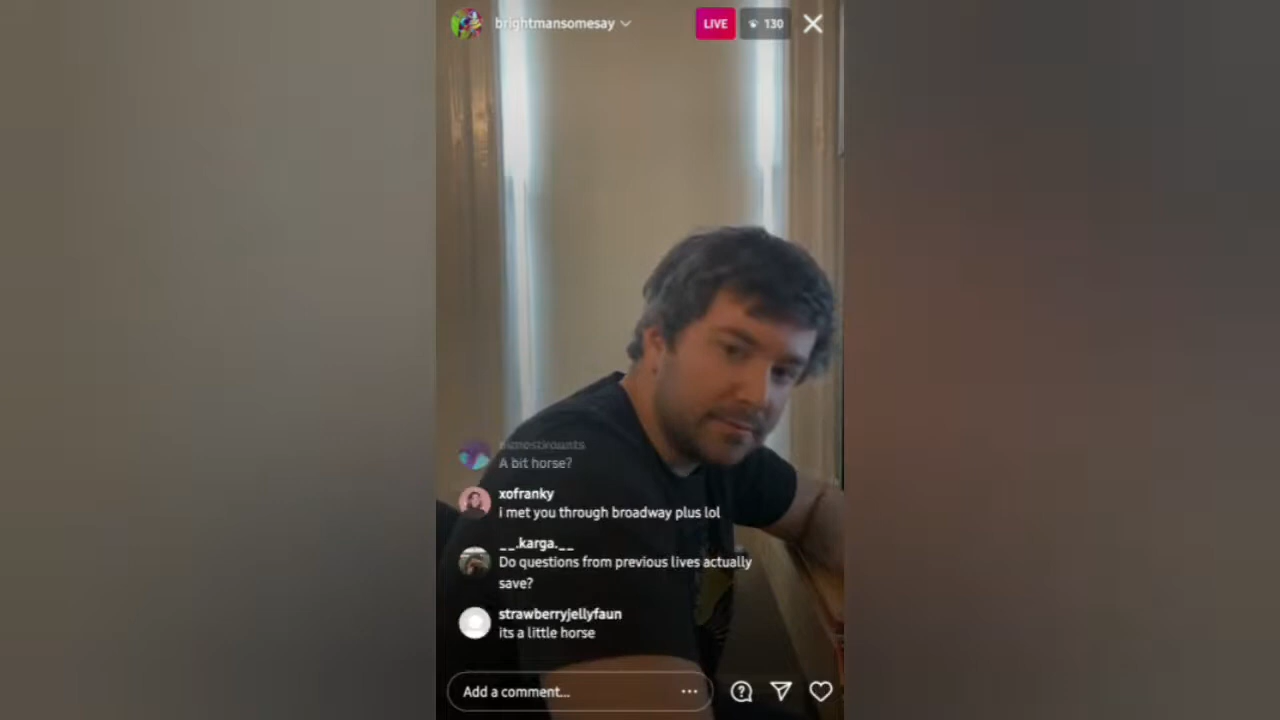 brightmansomesay
LIVE
130
A bit horse?
xofranky
i met you through broadway plus lol
__.karga.__
Do questions from previous lives actually
save?
strawberryjellyfaun
its a little horse
Add a comment...